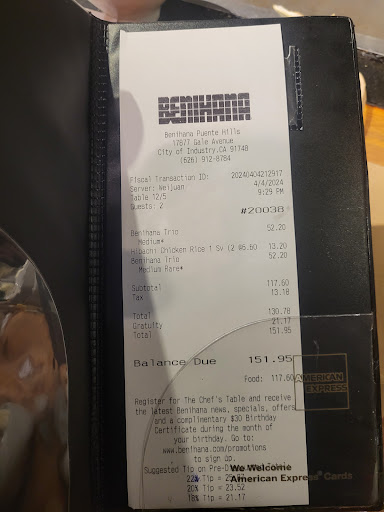 BENIHANA
Benihana Puente Hills
17877 Gale Avenue
City of Industry,CA 91748
(626) 912-8784
Fiscal Transaction ID: 20240404212917
Server: Weijuan 4/4/2024
Table 12/5 9:29 PM
Guests: 2
#20038
Benihana Trio 52.20
Medium*
Hibachi Chicken Rice 1 Sv (2 @6.60 13.20
Benihana Trio 52.20
Medium Rare*
Subtotal 117.60
Tax 13.18
Total 130.78
Gratuity 21.17
Total 151.95
Balance Due 151.95
Food: 117.60
AMERICAN
EXPRESS
Register for The Chef's Table and receive
the latest Benihana news, specials, offers
and a complimentary $30 Birthday
Certificate during the month of
your birthday. Go to:
www.benihana.com/promotions
to sign up.
Suggested Tip on Pre-
We Welcome
22% Tip =
American Express® Cards
20% Tip = 23.52
18% Tip = 21.17